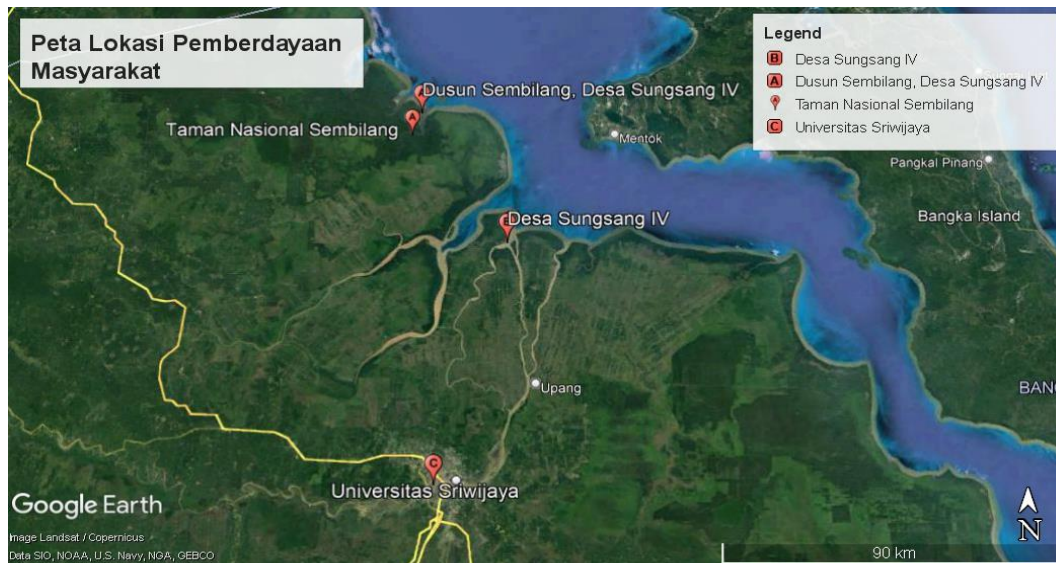 Peta Lokasi Pemberdayaan
Masyarakat
Legend
B Desa Sungsang IV
A Dusun Sembilang, Desa Sungsang IV
A Taman Nasional Sembilang
C Universitas Sriwijaya
Dusun Sembilang, Desa Sungsang IV
A
Taman Nasional Sembilang
Mentok
Pangkal Pinang
Bangka Island
Desa Sungsang IV
Upang
BANG
C
Universitas Sriwijaya
Google Earth
Image Landsat / Copernicus
Data SIO, NOAA, U.S. Navy, NGA, GEBCO
N
90 km